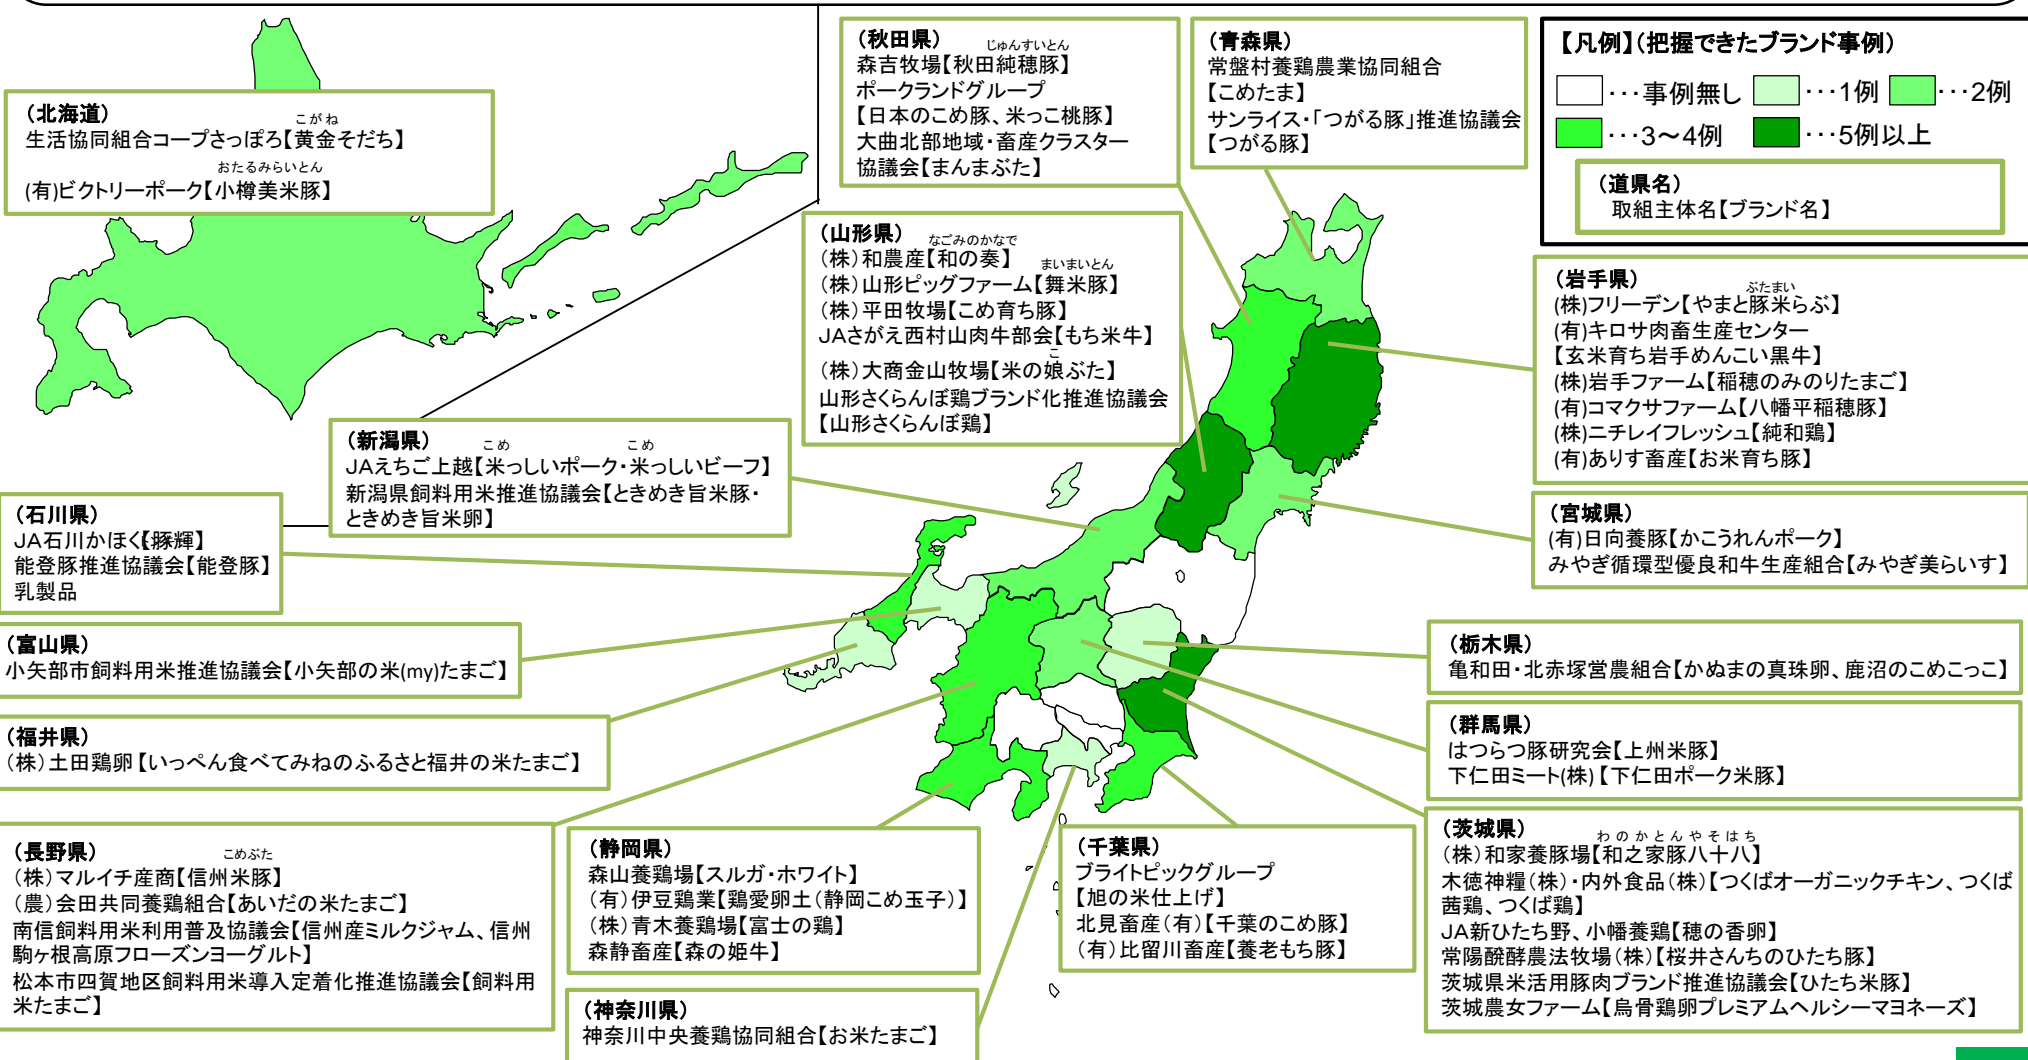 (北海道)
こがね
生活協同組合コープさっぽろ【黄金そだち】
おたるみらいとん
(有)ビクトリーポーク【小樽美米豚】
(秋田県)
じゅんすいとん
森吉牧場【秋田純穂豚】
ポークランドグループ
【日本のこめ豚、米っこ桃豚】
大曲北部地域・畜産クラスター
協議会【まんまぶた】
(青森県)
常盤村養鶏農業協同組合
【こめたま】
サンライス・「つがる豚」推進協議会
【つがる豚】
【凡例】(把握できたブランド事例)
・・・事例無し ・・・1例 ・・・2例
・・・3～4例 ・・・5例以上
(道県名)
取組主体名【ブランド名】
(山形県)
なごみのかなで
(株)和農産【和の奏】
まいまいとん
(株)山形ピッグファーム【舞米豚】
(株)平田牧場【こめ育ち豚】
JAさがえ西村山肉牛部会【もち米牛】
こ
(株)大商金山牧場【米の娘ぶた】
山形さくらんぼ鶏ブランド化推進協議会
【山形さくらんぼ鶏】
(岩手県)
ぶたまい
(株)フリーデン【やまと豚米らぶ】
(有)キロサ肉畜生産センター
【玄米育ち岩手めんこい黒牛】
(株)岩手ファーム【稲穂のみのりたまご】
(有)コマクサファーム【八幡平稲穂豚】
(株)ニチレイフレッシュ【純和鶏】
(有)ありす畜産【お米育ち豚】
(新潟県)
こめ こめ
JAえちご上越【米っしいポーク・米っしいビーフ】
新潟県飼料用米推進協議会【ときめき旨米豚・
ときめき旨米卵】
(石川県)
JA石川かほく【豚輝】
能登豚推進協議会【能登豚】
乳製品
(宮城県)
(有)日向養豚【かこうれんポーク】
みやぎ循環型優良和牛生産組合【みやぎ美らいす】
(富山県)
小矢部市飼料用米推進協議会【小矢部の米(my)たまご】
(栃木県)
亀和田・北赤塚営農組合【かぬまの真珠卵、鹿沼のこめこっこ】
(福井県)
(株)土田鶏卵【いっぺん食べてみねのふるさと福井の米たまご】
(群馬県)
はつらつ豚研究会【上州米豚】
下仁田ミート(株)【下仁田ポーク米豚】
(長野県)
こめぶた
(株)マルイチ産商【信州米豚】
(農)会田共同養鶏組合【あいだの米たまご】
南信飼料用米利用普及協議会【信州産ミルクジャム、信州
駒ヶ根高原フローズンヨーグルト】
松本市四賀地区飼料用米導入定着化推進協議会【飼料用
米たまご】
(静岡県)
森山養鶏場【スルガ・ホワイト】
(有)伊豆鶏業【鶏愛卵土(静岡こめ玉子)】
(株)青木養鶏場【富士の鶏】
森静畜産【森の姫牛】
(千葉県)
ブライトピックグループ
【旭の米仕上げ】
北見畜産(有)【千葉のこめ豚】
(有)比留川畜産【養老もち豚】
(茨城県)
わのかとんやそはち
(株)和家養豚場【和之家豚八十八】
木徳神糧(株)・内外食品(株)【つくばオーガニックチキン、つくば
茜鶏、つくば鶏】
JA新ひたち野、小幡養鶏【穂の香卵】
常陽醗酵農法牧場(株)【桜井さんちのひたち豚】
茨城県米活用豚肉ブランド推進協議会【ひたち米豚】
茨城農女ファーム【烏骨鶏卵プレミアムヘルシーマヨネーズ】
(神奈川県)
神奈川中央養鶏協同組合【お米たまご】